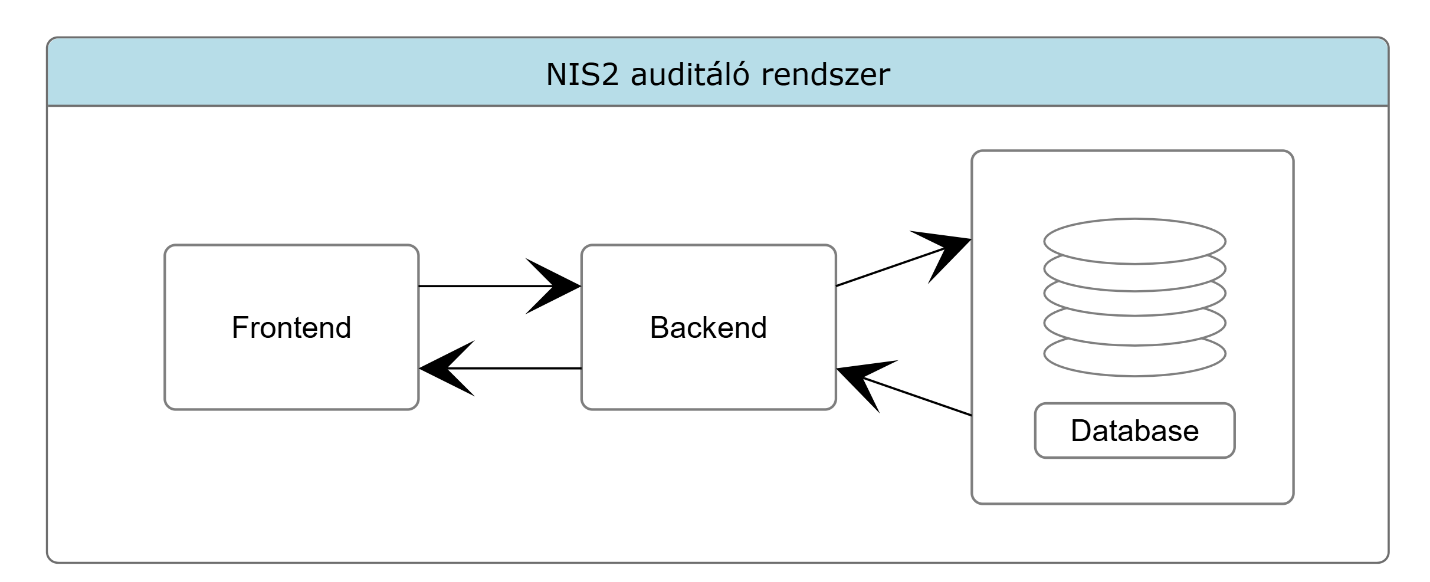 NIS2 auditáló rendszer
Frontend
Backend
Database